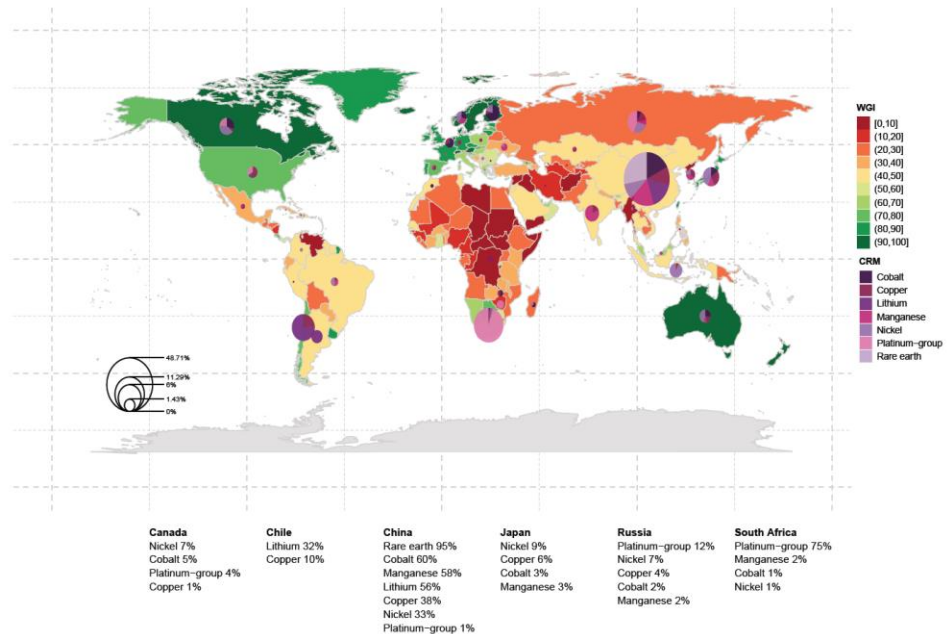 WGI
[0,10]
(10,20]
(20,30]
(30,40]
(40,50]
(50,60]
(60,70]
(70,80]
(80,90]
(90,100]
CRM
Cobalt
Copper
Lithium
Manganese
Nickel
Platinum-group
Rare earth
48.71%
11.29%
6%
1.43%
0%
Canada
Nickel 7%
Cobalt 5%
Platinum-group 4%
Copper 1%
Chile
Lithium 32%
Copper 10%
China
Rare earth 95%
Cobalt 60%
Manganese 58%
Lithium 56%
Copper 38%
Nickel 33%
Platinum-group 1%
Japan
Nickel 9%
Copper 6%
Cobalt 3%
Manganese 3%
Russia
Platinum-group 12%
Nickel 7%
Copper 4%
Cobalt 2%
Manganese 2%
South Africa
Platinum-group 75%
Manganese 2%
Cobalt 1%
Nickel 1%